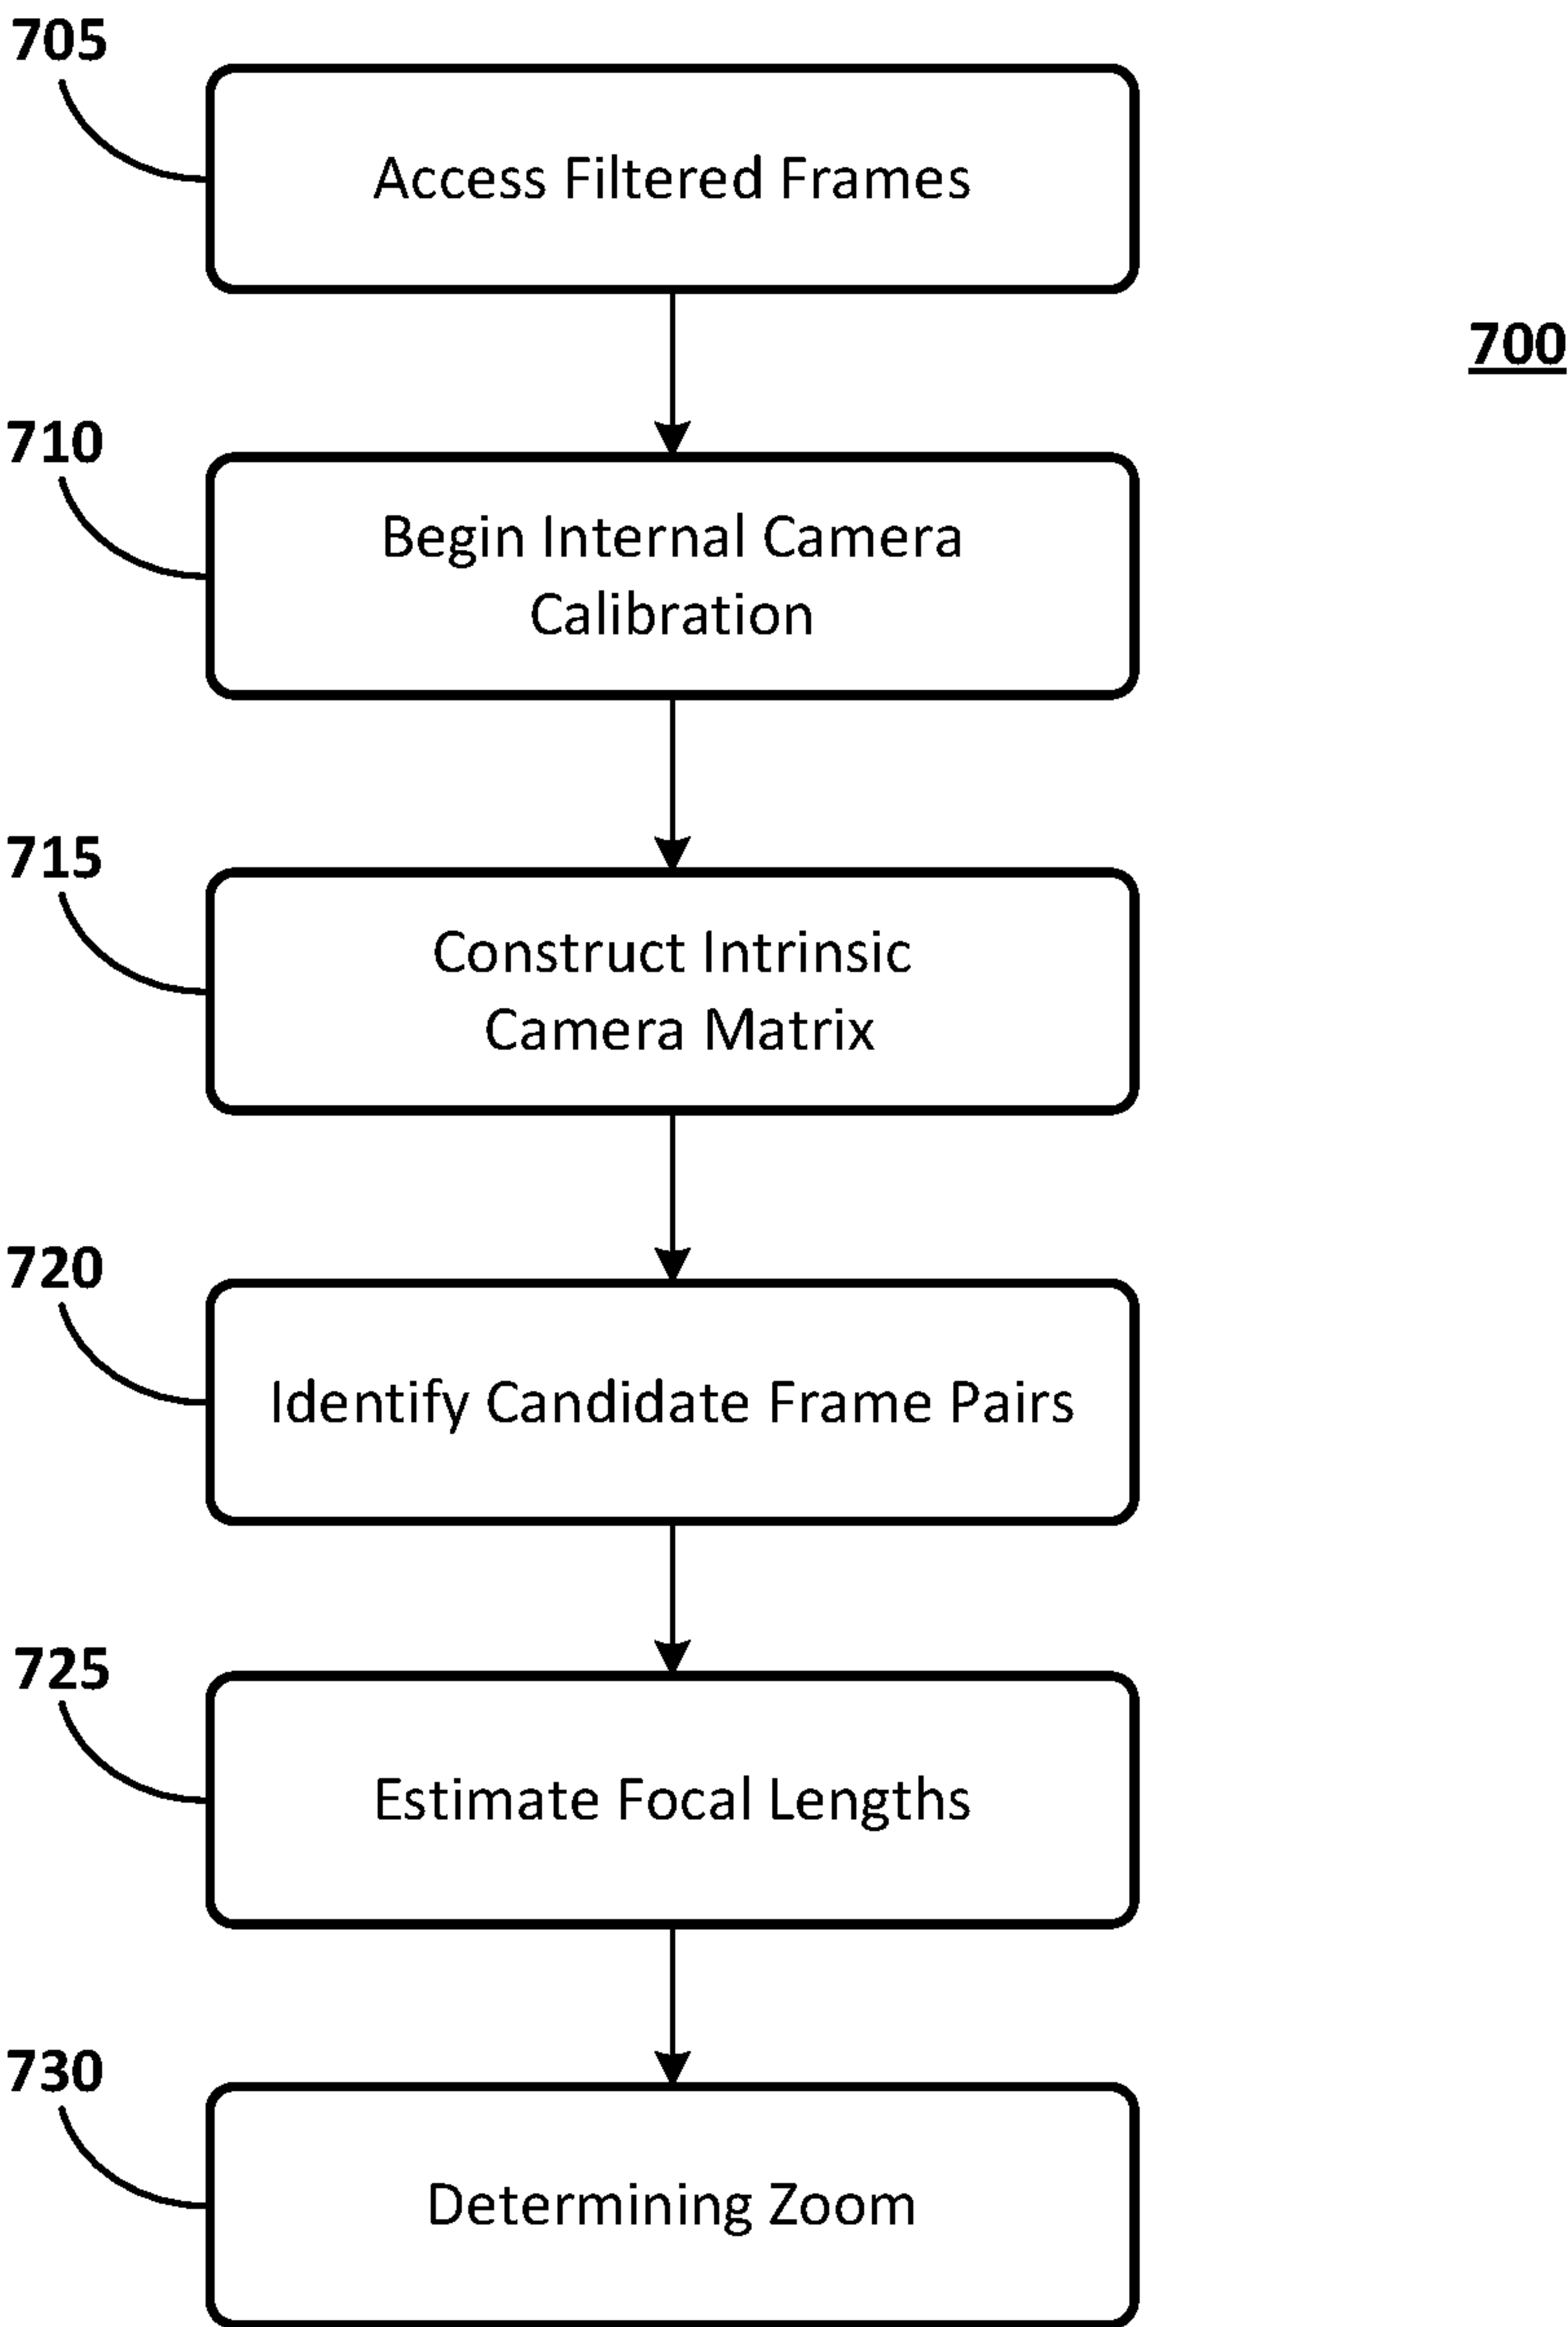 705
Access Filtered Frames
700
710
Begin Internal Camera
Calibration
715
Construct Intrinsic
Camera Matrix
720
Identify Candidate Frame Pairs
725
Estimate Focal Lengths
730
Determining Zoom